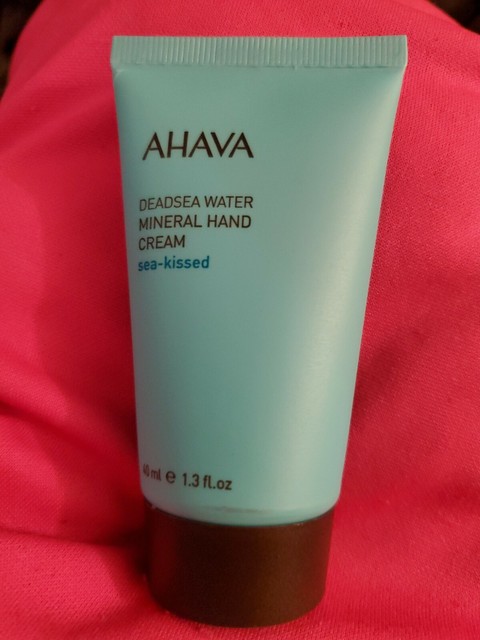 AHAVA
DEADSEA WATER
MINERAL HAND
CREAM
sea-kissed
40 ml ℮ 1.3 fl.oz